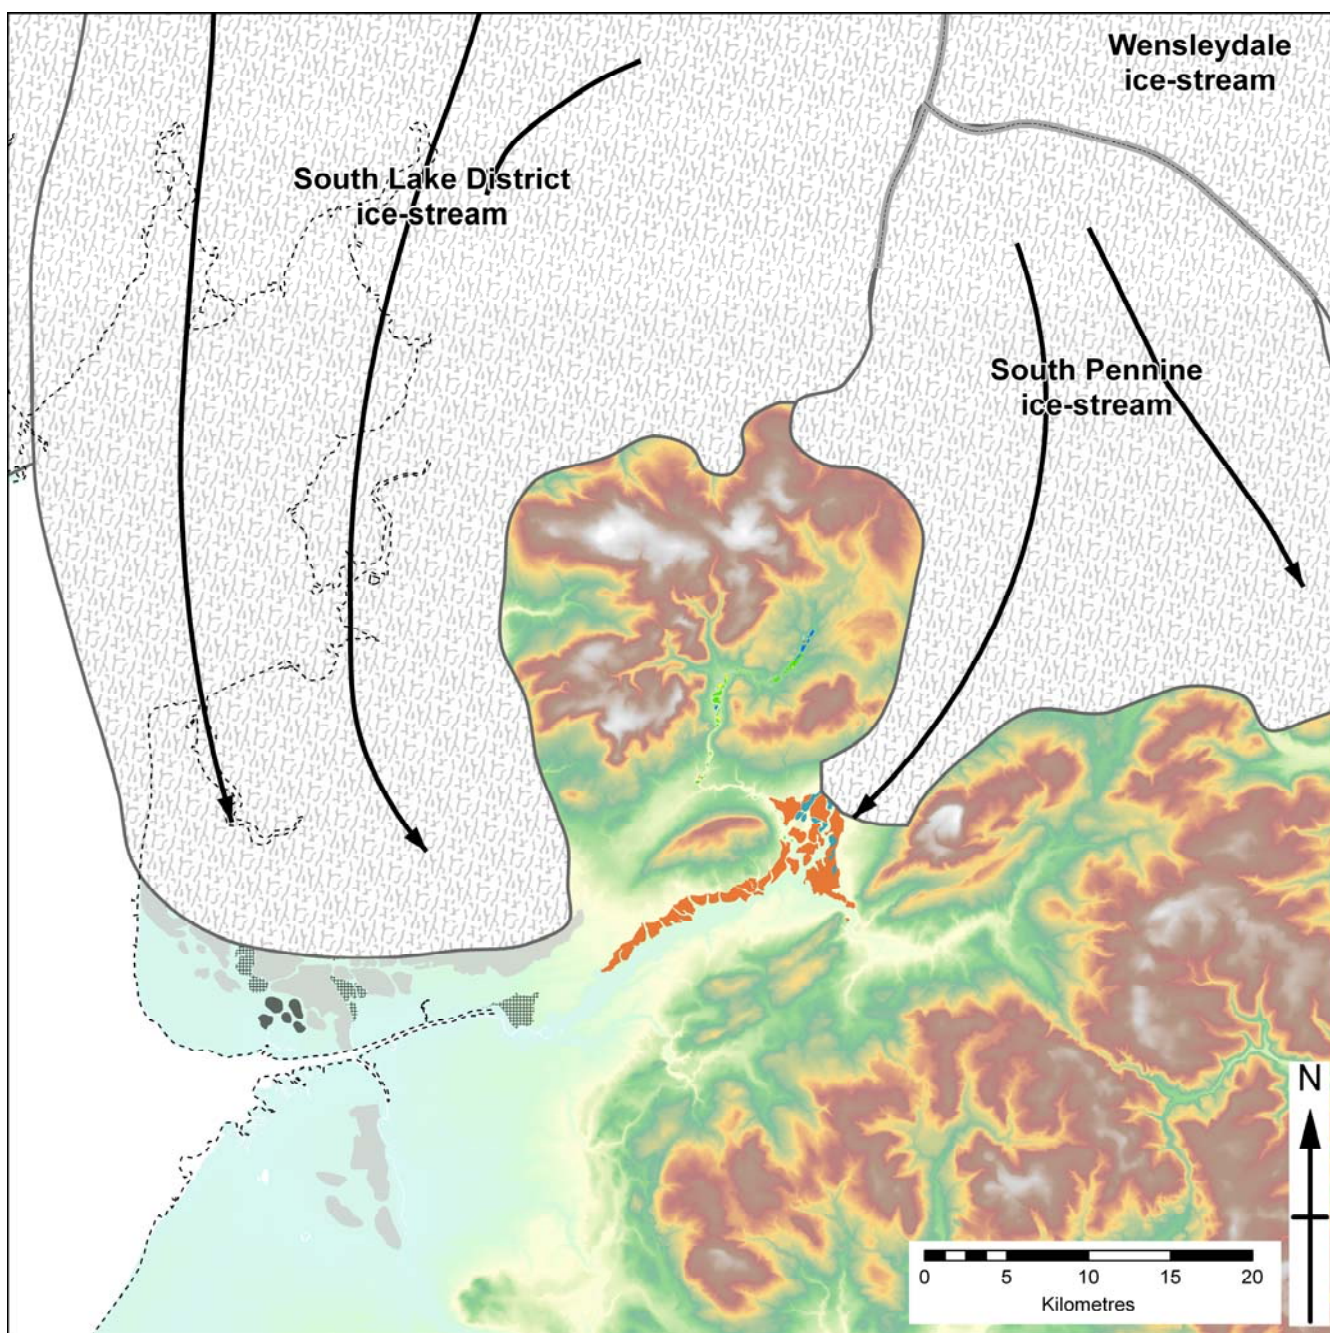 Wensleydale
ice-stream
South Lake District
ice-stream
South Pennine
ice-stream
N
0 5 10 15 20
Kilometres